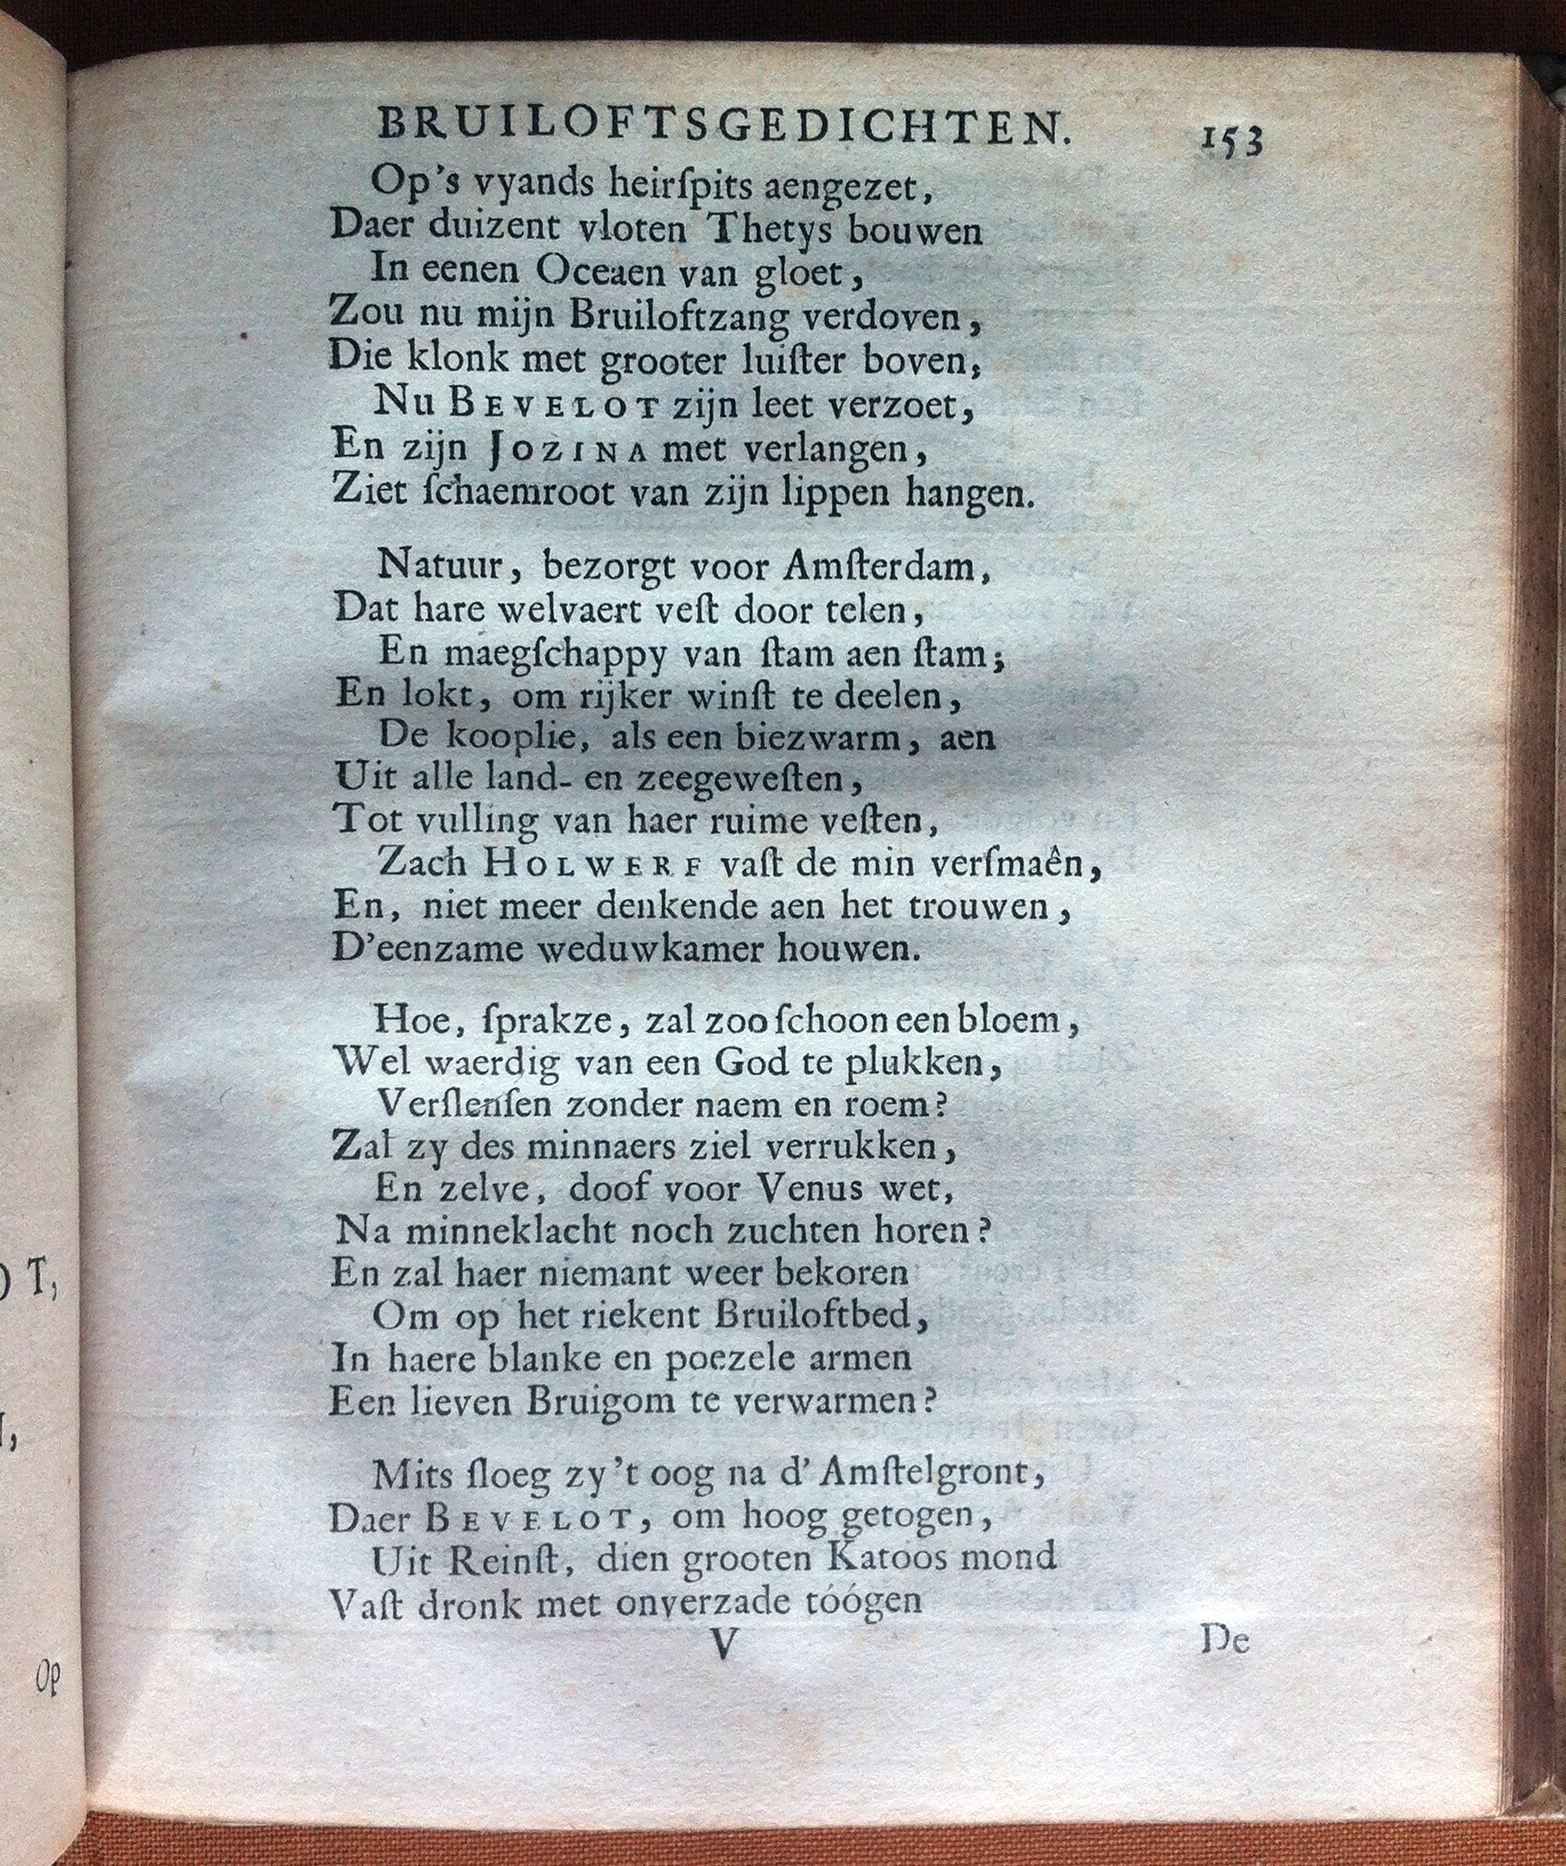 BRUILOFTSGEDICHTEN. 153
Op's vyands heirſpits aengezet,
Daer duizent vloten Thetys bouwen
In eenen Oceaen van gloet,
Zou nu mijn Bruiloftzang verdoven,
Die klonk met grooter luiſter boven,
Nu BEVELOT zijn leet verzoet,
En zijn JOZINA met verlangen,
Ziet ſchaemroot van zijn lippen hangen.
Natuur, bezorgt voor Amſterdam,
Dat hare welvaert veſt door telen,
En maegſchappy van ſtam aen ſtam;
En lokt, om rijker winſt te deelen,
De kooplie, als een biezwarm, aen
Uit alle land- en zeegeweſten,
Tot vulling van haer ruime veſten,
Zach HOLWERF vaſt de min verſmaên,
En, niet meer denkende aen het trouwen,
D'eenzame weduwkamer houwen.
Hoe, ſprakze, zal zoo ſchoon een bloem,
Wel waerdig van een God te plukken,
Verſlenſen zonder naem en roem?
Zal zy des minnaers ziel verrukken,
En zelve, doof voor Venus wet,
Na minneklacht noch zuchten horen?
En zal haer niemant weer bekoren
Om op het riekent Bruiloftbed,
In haere blanke en poezele armen
Een lieven Bruigom te verwarmen?
Mits ſloeg zy 't oog na d' Amſtelgront,
Daer BEVELOT, om hoog getogen,
Uit Reinſt, dien grooten Katoos mond
Vaſt dronk met onverzade tóógen
V De
T,
,
Op